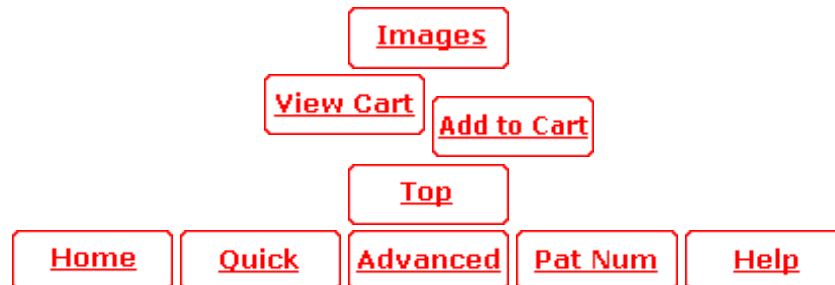 Images
View Cart
Add to Cart
Top
Home Quick Advanced Pat Num Help